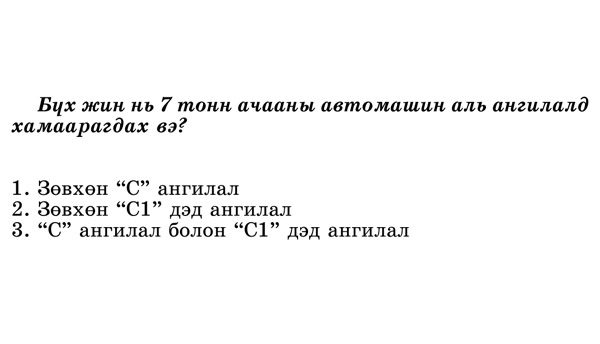 Бүх жин нь 7 тонн ачааны автомашин аль ангилалд
хамаарагдах вэ?
1. Зөвхөн “C” ангилал
2. Зөвхөн “C1” дэд ангилал
3. “C” ангилал болон “C1” дэд ангилал